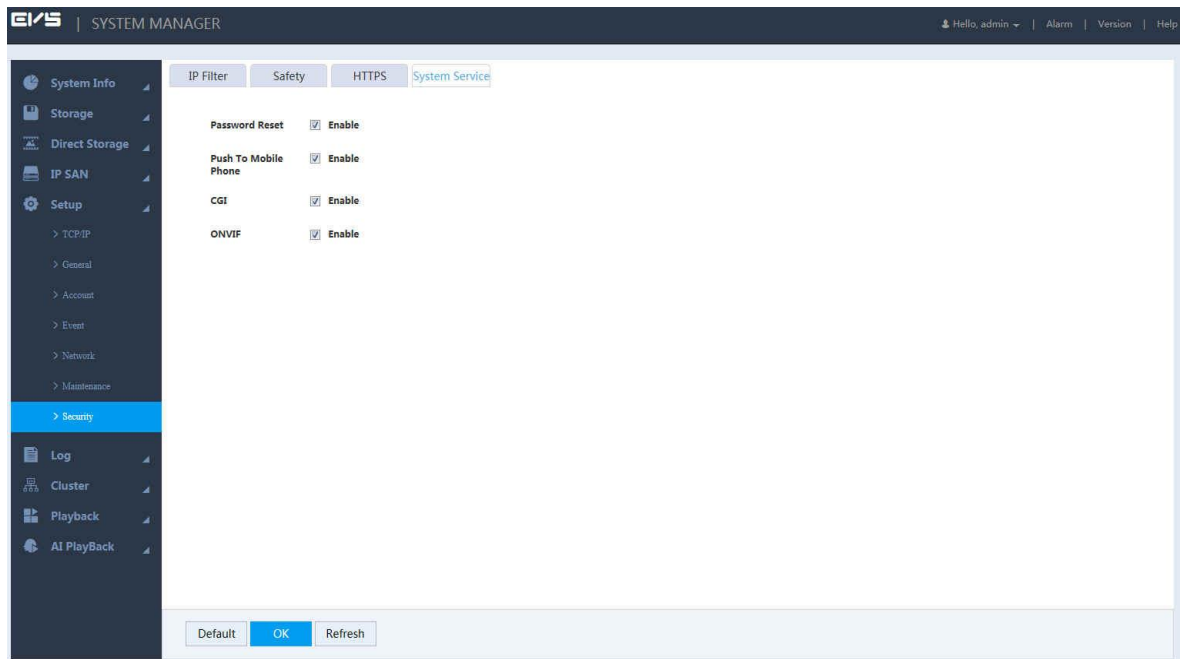 EVS | SYSTEM MANAGER
Hello, admin | Alarm | Version | Help
IP Filter Safety HTTPS System Service
System Info
Storage
Direct Storage
IP SAN
Setup
> TCP/IP
> General
> Account
> Event
> Network
> Maintenance
> Security
Log
Cluster
Playback
AI PlayBack
Password Reset Enable
Push To Mobile Enable
Phone
CGI Enable
ONVIF Enable
Default OK Refresh